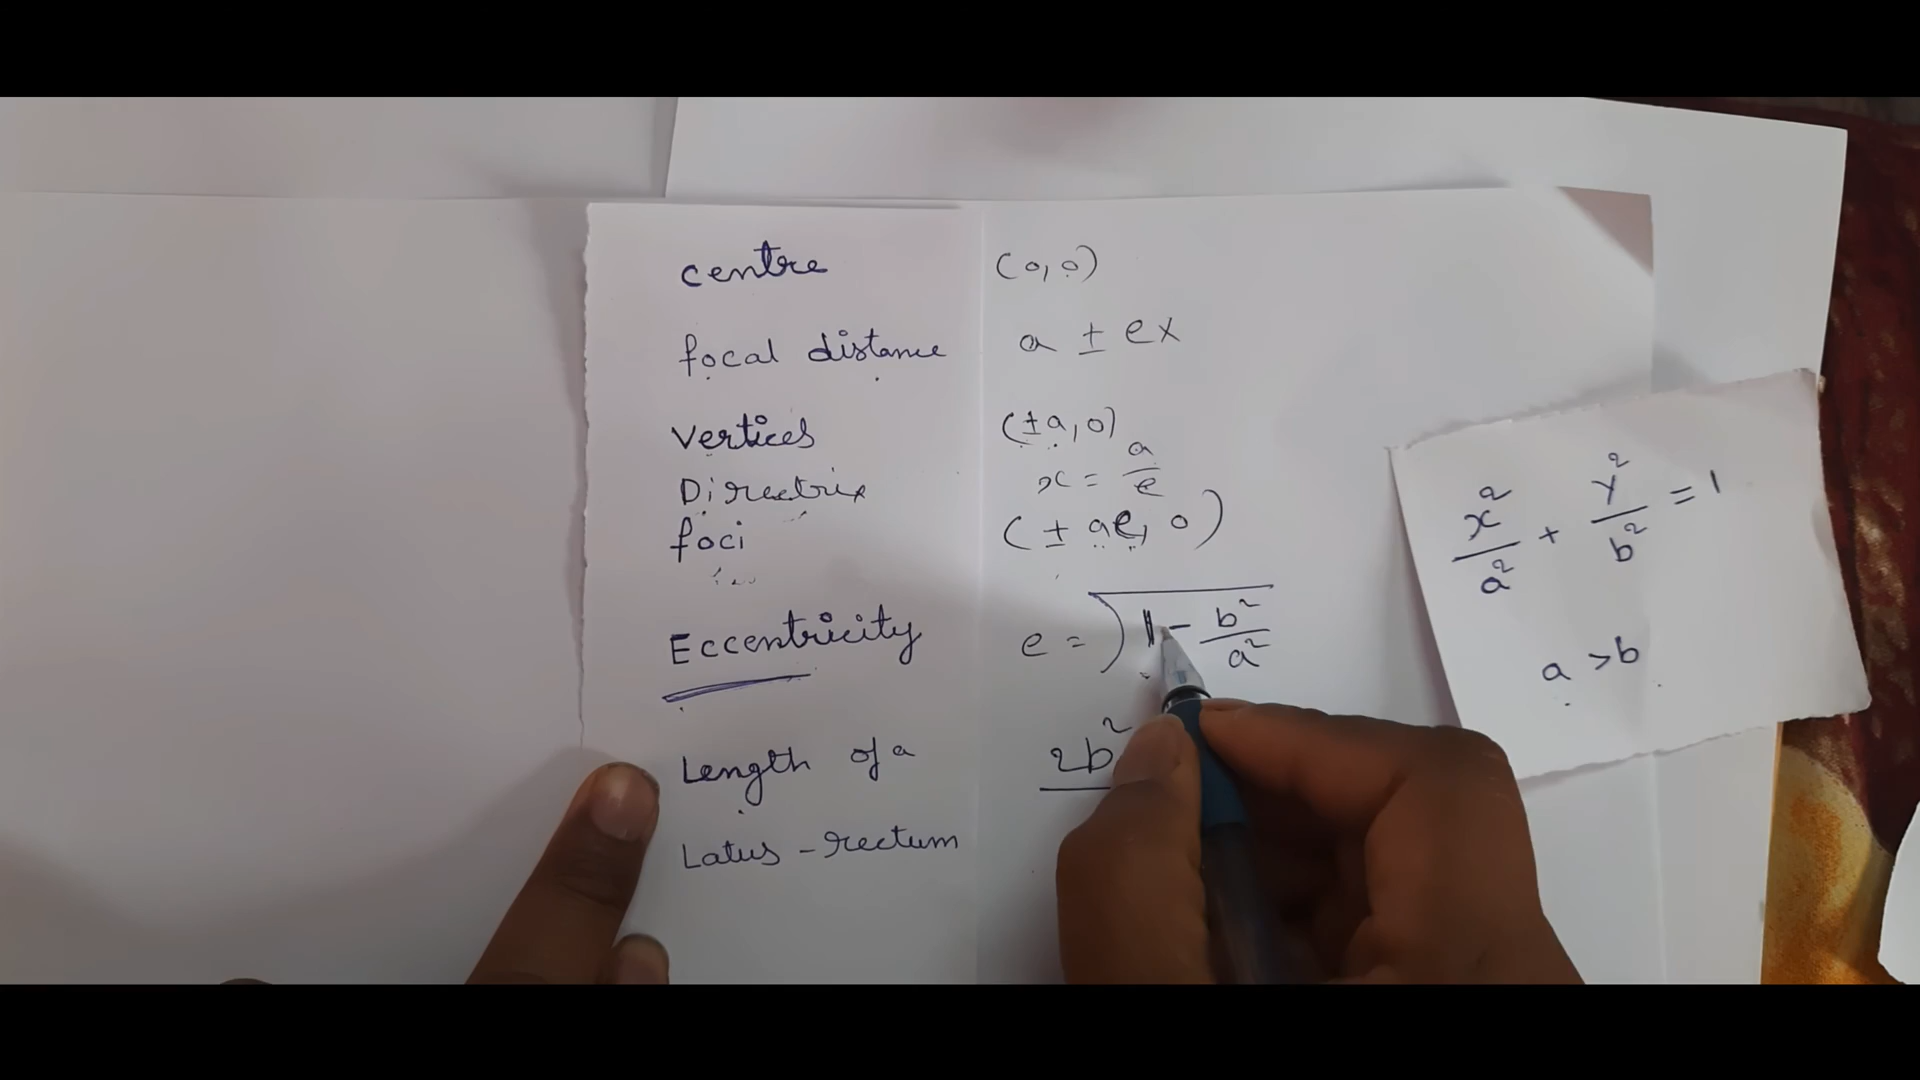 centre (0,0)
focal distance a ± ex
Vertices (±a,0)
Directrix x = a/e
foci (± ae, 0)
Eccentricity e = √(1 - b²/a²)
Length of a 2b²
Latus - rectum
x²/a² + y²/b² = 1
a > b